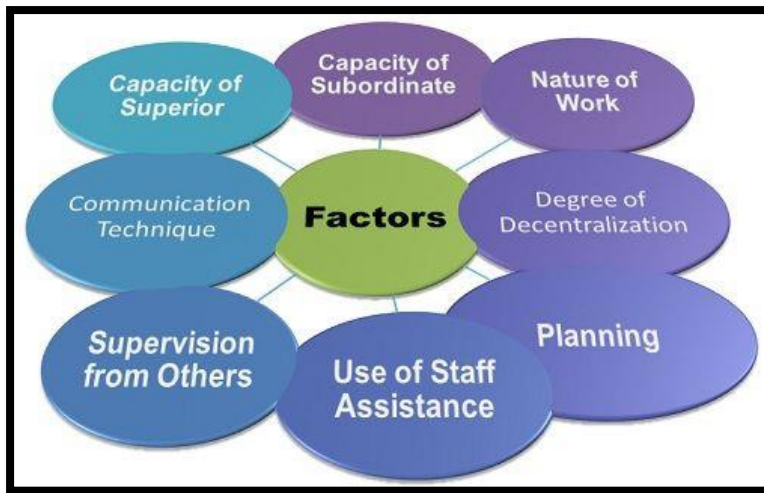 Capacity of
Superior
Capacity of
Subordinate
Nature of
Work
Communication
Technique
Factors
Degree of
Decentralization
Supervision
from Others
Use of Staff
Assistance
Planning